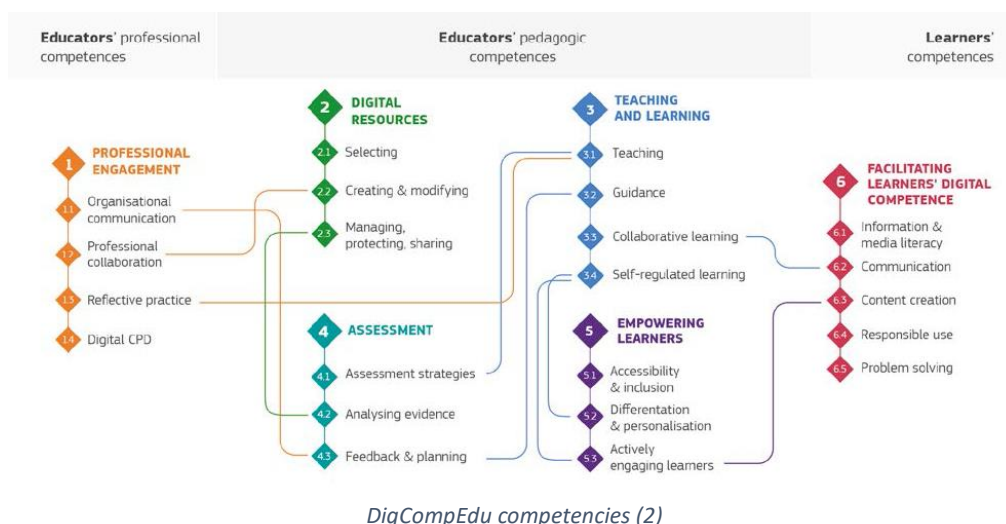 Educators' professional
competences
Educators' pedagogic
competences
Learners'
competences
1
PROFESSIONAL
ENGAGEMENT
1.1
Organisational
communication
1.2
Professional
collaboration
1.3
Reflective practice
1.4
Digital CPD
2
DIGITAL
RESOURCES
2.1
Selecting
2.2
Creating & modifying
2.3
Managing,
protecting, sharing
3
TEACHING
AND LEARNING
3.1
Teaching
3.2
Guidance
3.3
Collaborative learning
3.4
Self-regulated learning
4
ASSESSMENT
4.1
Assessment strategies
4.2
Analysing evidence
4.3
Feedback & planning
5
EMPOWERING
LEARNERS
5.1
Accessibility
& inclusion
5.2
Differentation
& personalisation
5.3
Actively
engaging learners
6
FACILITATING
LEARNERS' DIGITAL
COMPETENCE
6.1
Information &
media literacy
6.2
Communication
6.3
Content creation
6.4
Responsible use
6.5
Problem solving
DigCompEdu competencies (2)